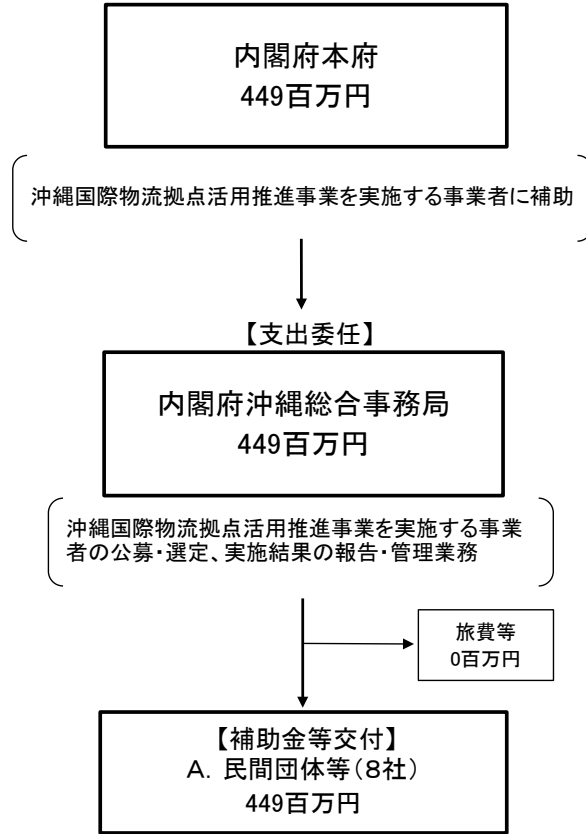 内閣府本府
449百万円
沖縄国際物流拠点活用推進事業を実施する事業者に補助
【支出委任】
内閣府沖縄総合事務局
449百万円
沖縄国際物流拠点活用推進事業を実施する事業
者の公募・選定、実施結果の報告・管理業務
旅費等
0百万円
【補助金等交付】
A．民間団体等（８社）
449百万円